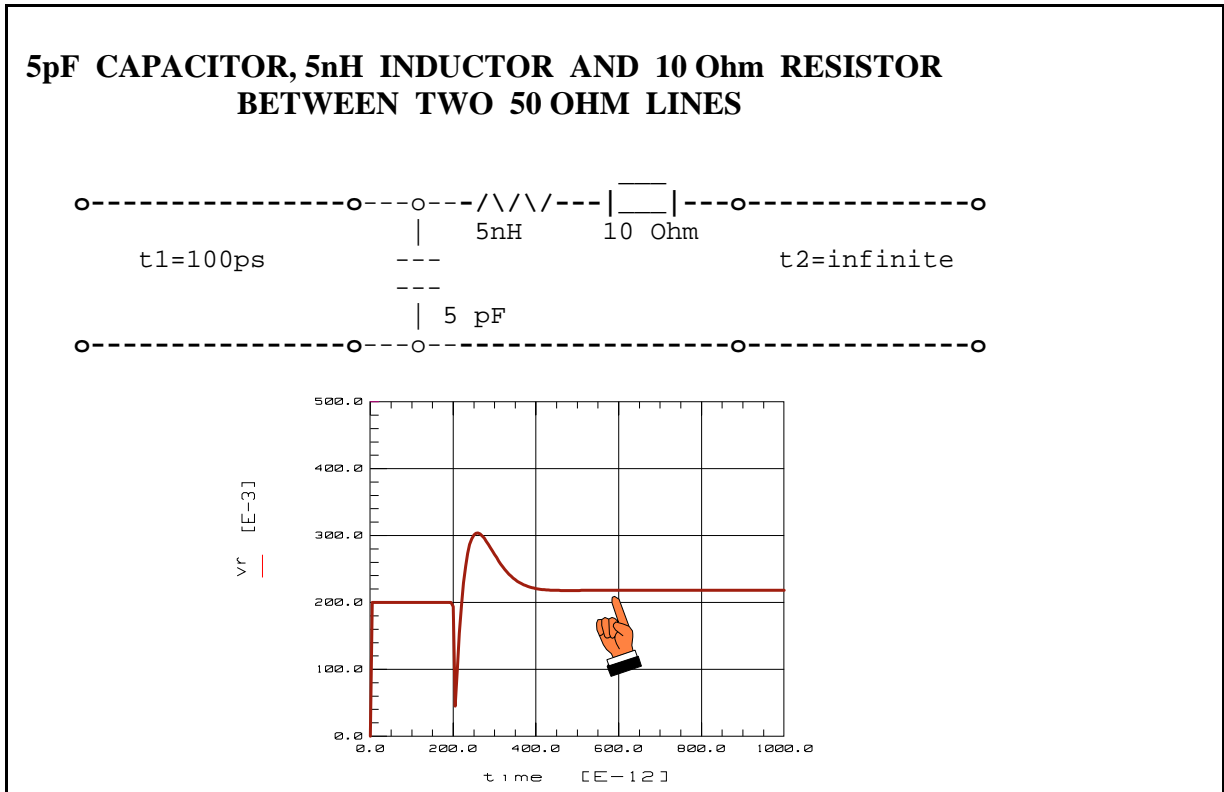 5pF CAPACITOR, 5nH INDUCTOR AND 10 Ohm RESISTOR
BETWEEN TWO 50 OHM LINES
5nH 10 Ohm
t1=100ps t2=infinite
5 pF
500.0
400.0
300.0
200.0
100.0
0.0
vr [E-3]
0.0 200.0 400.0 600.0 800.0 1000.0
time [E-12]